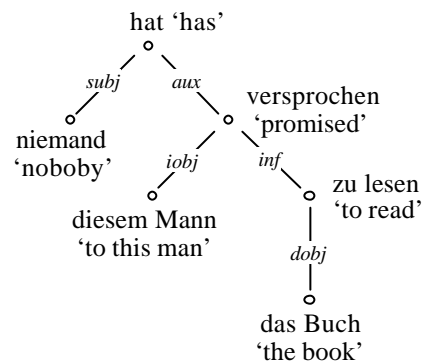 hat ‘has’
subj
aux
niemand
‘noboby’
versprochen
‘promised’
iobj
inf
diesem Mann
‘to this man’
zu lesen
‘to read’
dobj
das Buch
‘the book’